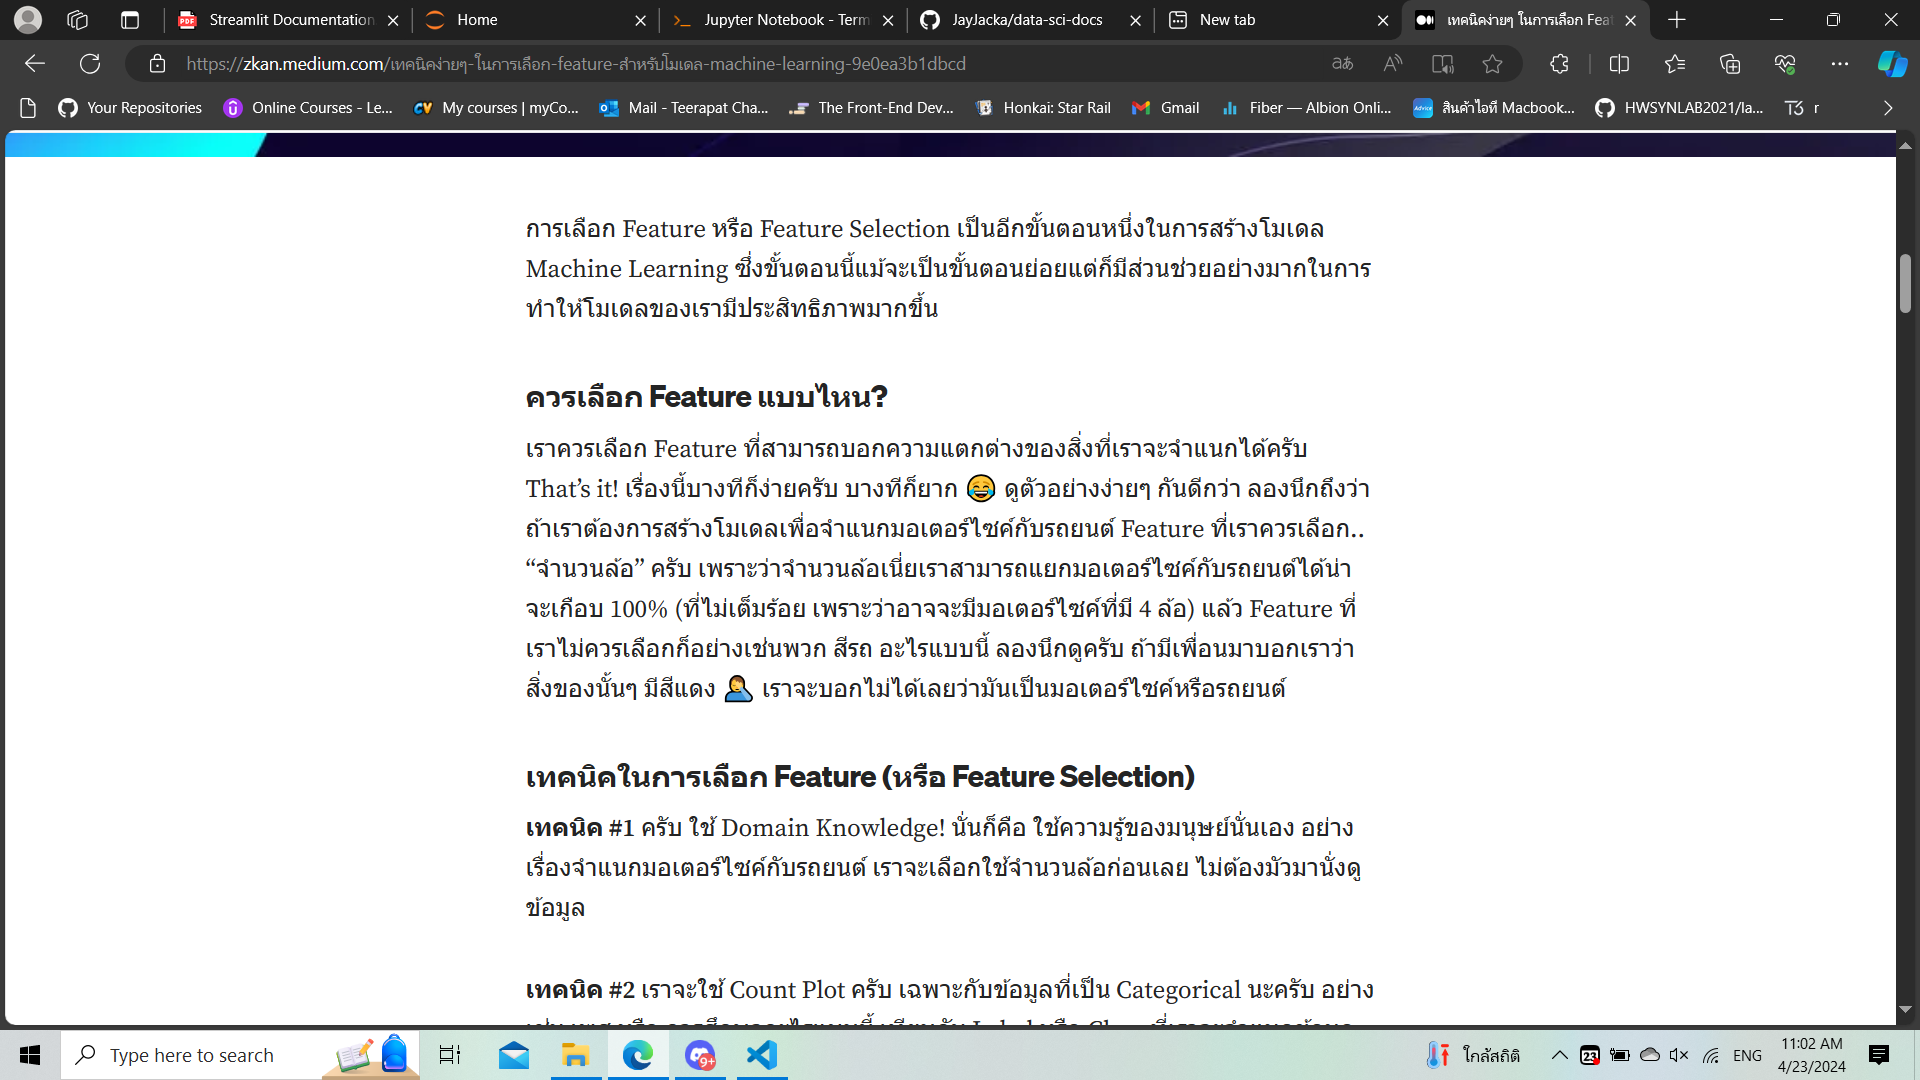 Streamlit Documentation
Home
Jupyter Notebook - Term
JayJacka/data-sci-docs
New tab
เทคนิคง่ายๆ ในการเลือก Feat
https://zkan.medium.com/เทคนิคง่ายๆ-ในการเลือก-feature-สำหรับโมเดล-machine-learning-9e0ea3b1dbcd
Your Repositories
Online Courses - Le...
My courses | myCo...
Mail - Teerapat Cha...
The Front-End Dev...
Honkai: Star Rail
Gmail
Fiber — Albion Onli...
สินค้าไอที Macbook...
HWSYNLAB2021/la...
r
การเลือก Feature หรือ Feature Selection เป็นอีกขั้นตอนหนึ่งในการสร้างโมเดล
Machine Learning ซึ่งขั้นตอนนี้แม้จะเป็นขั้นตอนย่อยแต่ก็มีส่วนช่วยอย่างมากในการ
ทำให้โมเดลของเรามีประสิทธิภาพมากขึ้น
ควรเลือก Feature แบบไหน?
เราควรเลือก Feature ที่สามารถบอกความแตกต่างของสิ่งที่เราจะจำแนกได้ครับ
That’s it! เรื่องนี้บางทีก็ง่ายครับ บางทีก็ยาก 😂 ดูตัวอย่างง่ายๆ กันดีกว่า ลองนึกถึงว่า
ถ้าเราต้องการสร้างโมเดลเพื่อจำแนกมอเตอร์ไซค์กับรถยนต์ Feature ที่เราควรเลือก..
“จำนวนล้อ” ครับ เพราะว่าจำนวนล้อเนี่ยเราสามารถแยกมอเตอร์ไซค์กับรถยนต์ได้น่า
จะเกือบ 100% (ที่ไม่เต็มร้อย เพราะว่าอาจจะมีมอเตอร์ไซค์ที่มี 4 ล้อ) แล้ว Feature ที่
เราไม่ควรเลือกก็อย่างเช่นพวก สีรถ อะไรแบบนี้ ลองนึกดูครับ ถ้ามีเพื่อนมาบอกเราว่า
สิ่งของนั้นๆ มีสีแดง 🤦‍♂️ เราจะบอกไม่ได้เลยว่ามันเป็นมอเตอร์ไซค์หรือรถยนต์
เทคนิคในการเลือก Feature (หรือ Feature Selection)
เทคนิค #1 ครับ ใช้ Domain Knowledge! นั่นก็คือ ใช้ความรู้ของมนุษย์นั่นเอง อย่าง
เรื่องจำแนกมอเตอร์ไซค์กับรถยนต์ เราจะเลือกใช้จำนวนล้อก่อนเลย ไม่ต้องมัวมานั่งดู
ข้อมูล
เทคนิค #2 เราจะใช้ Count Plot ครับ เฉพาะกับข้อมูลที่เป็น Categorical นะครับ อย่าง
Type here to search
9+
ใกล้สถิติ
23
ENG
11:02 AM
4/23/2024